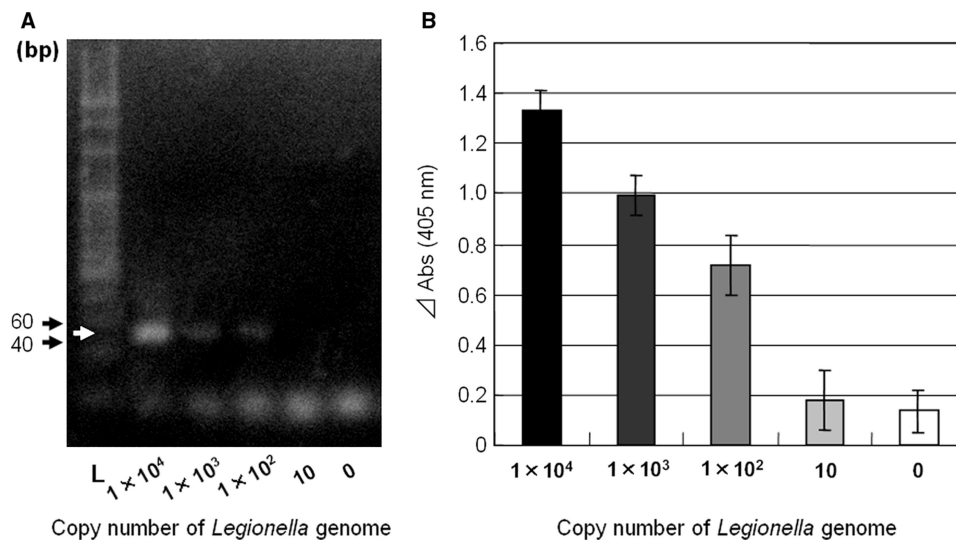 A
(bp)
60
40
L 1×10⁴ 1×10³ 1×10² 10 0
Copy number of Legionella genome
B
⊿ Abs (405 nm)
1.6
1.4
1.2
1.0
0.8
0.6
0.4
0.2
0
1×10⁴ 1×10³ 1×10² 10 0
Copy number of Legionella genome